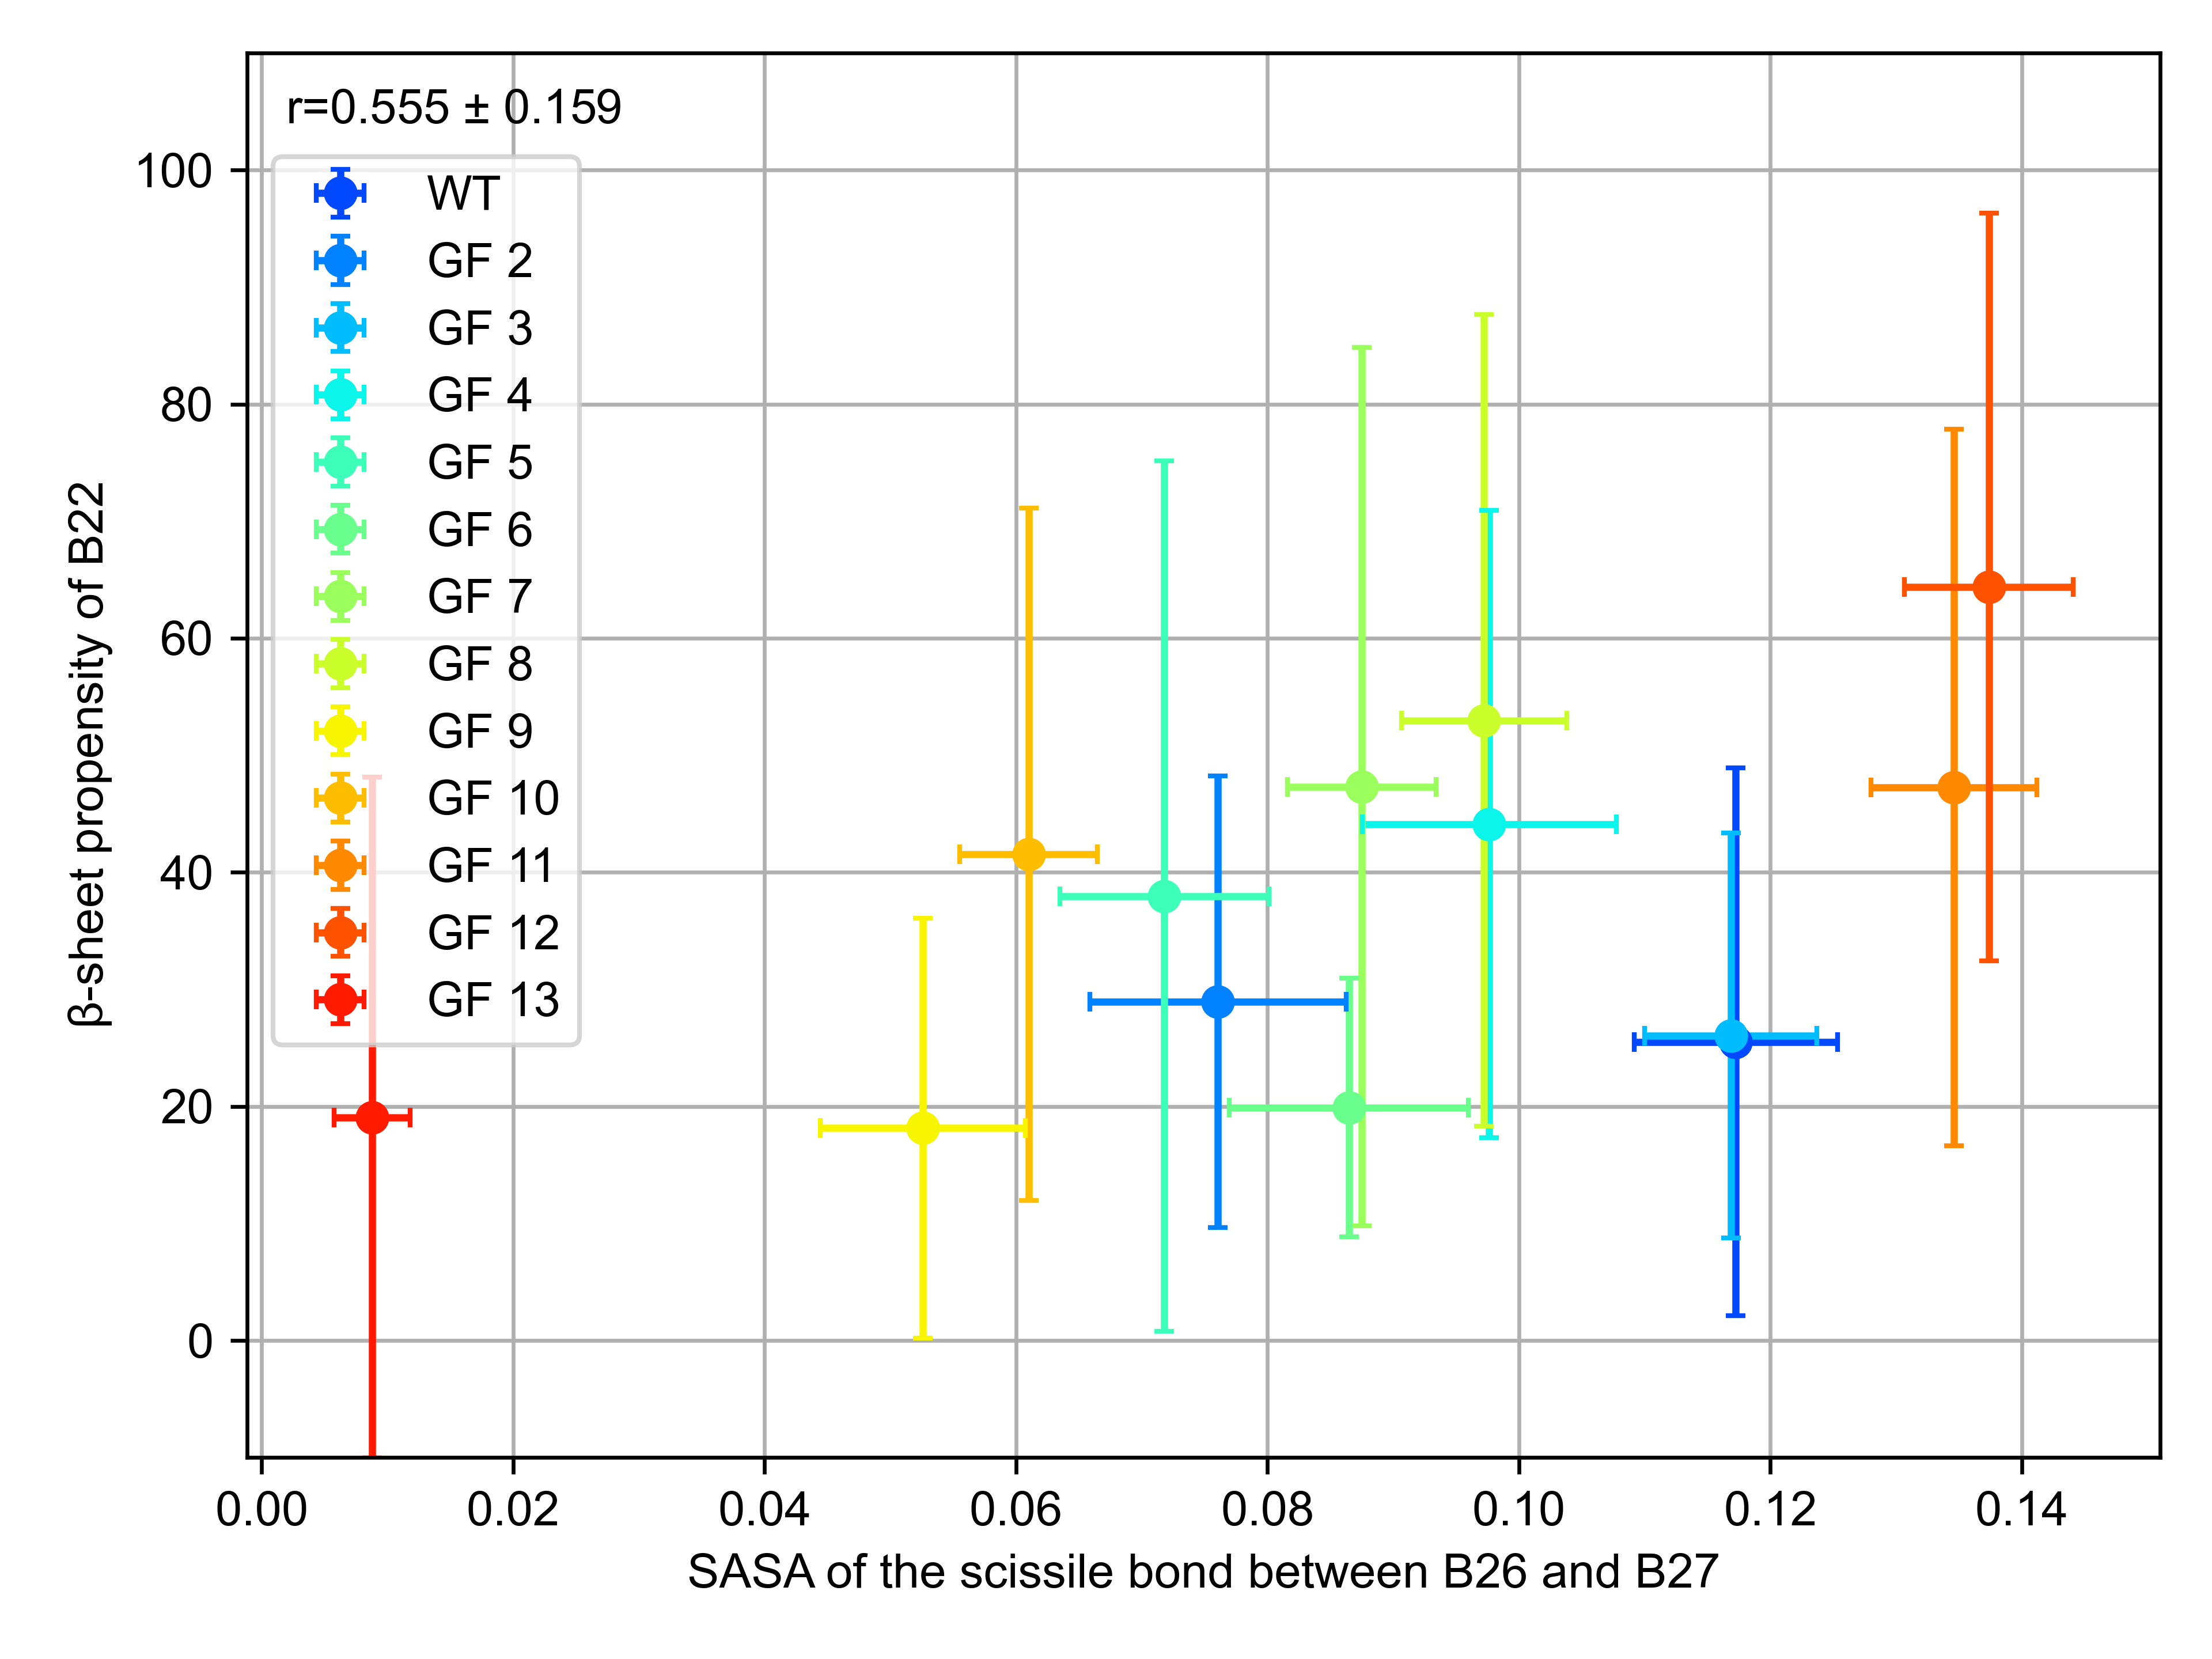 r=0.555 ± 0.159
WT
GF 2
GF 3
GF 4
GF 5
GF 6
GF 7
GF 8
GF 9
GF 10
GF 11
GF 12
GF 13
100
80
60
40
20
0
β-sheet propensity of B22
0.00 0.02 0.04 0.06 0.08 0.10 0.12 0.14
SASA of the scissile bond between B26 and B27